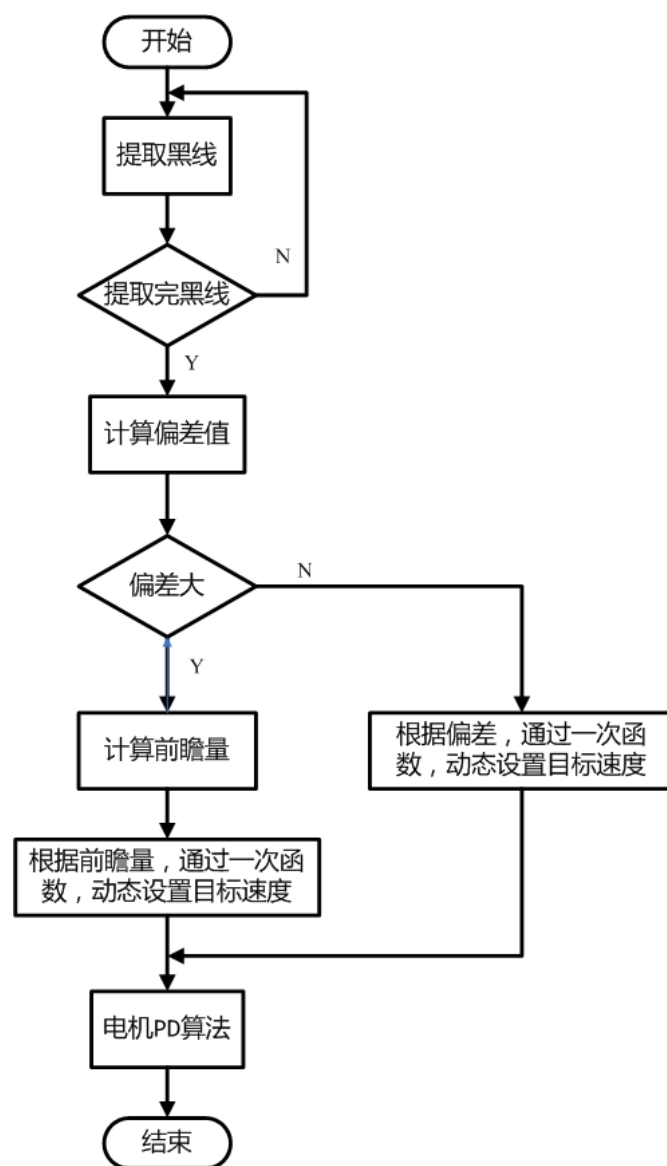 开始
提取黑线
N
提取完黑线
Y
计算偏差值
偏差大
N
Y
计算前瞻量
根据偏差，通过一次函
数，动态设置目标速度
根据前瞻量，通过一次函
数，动态设置目标速度
电机PD算法
结束